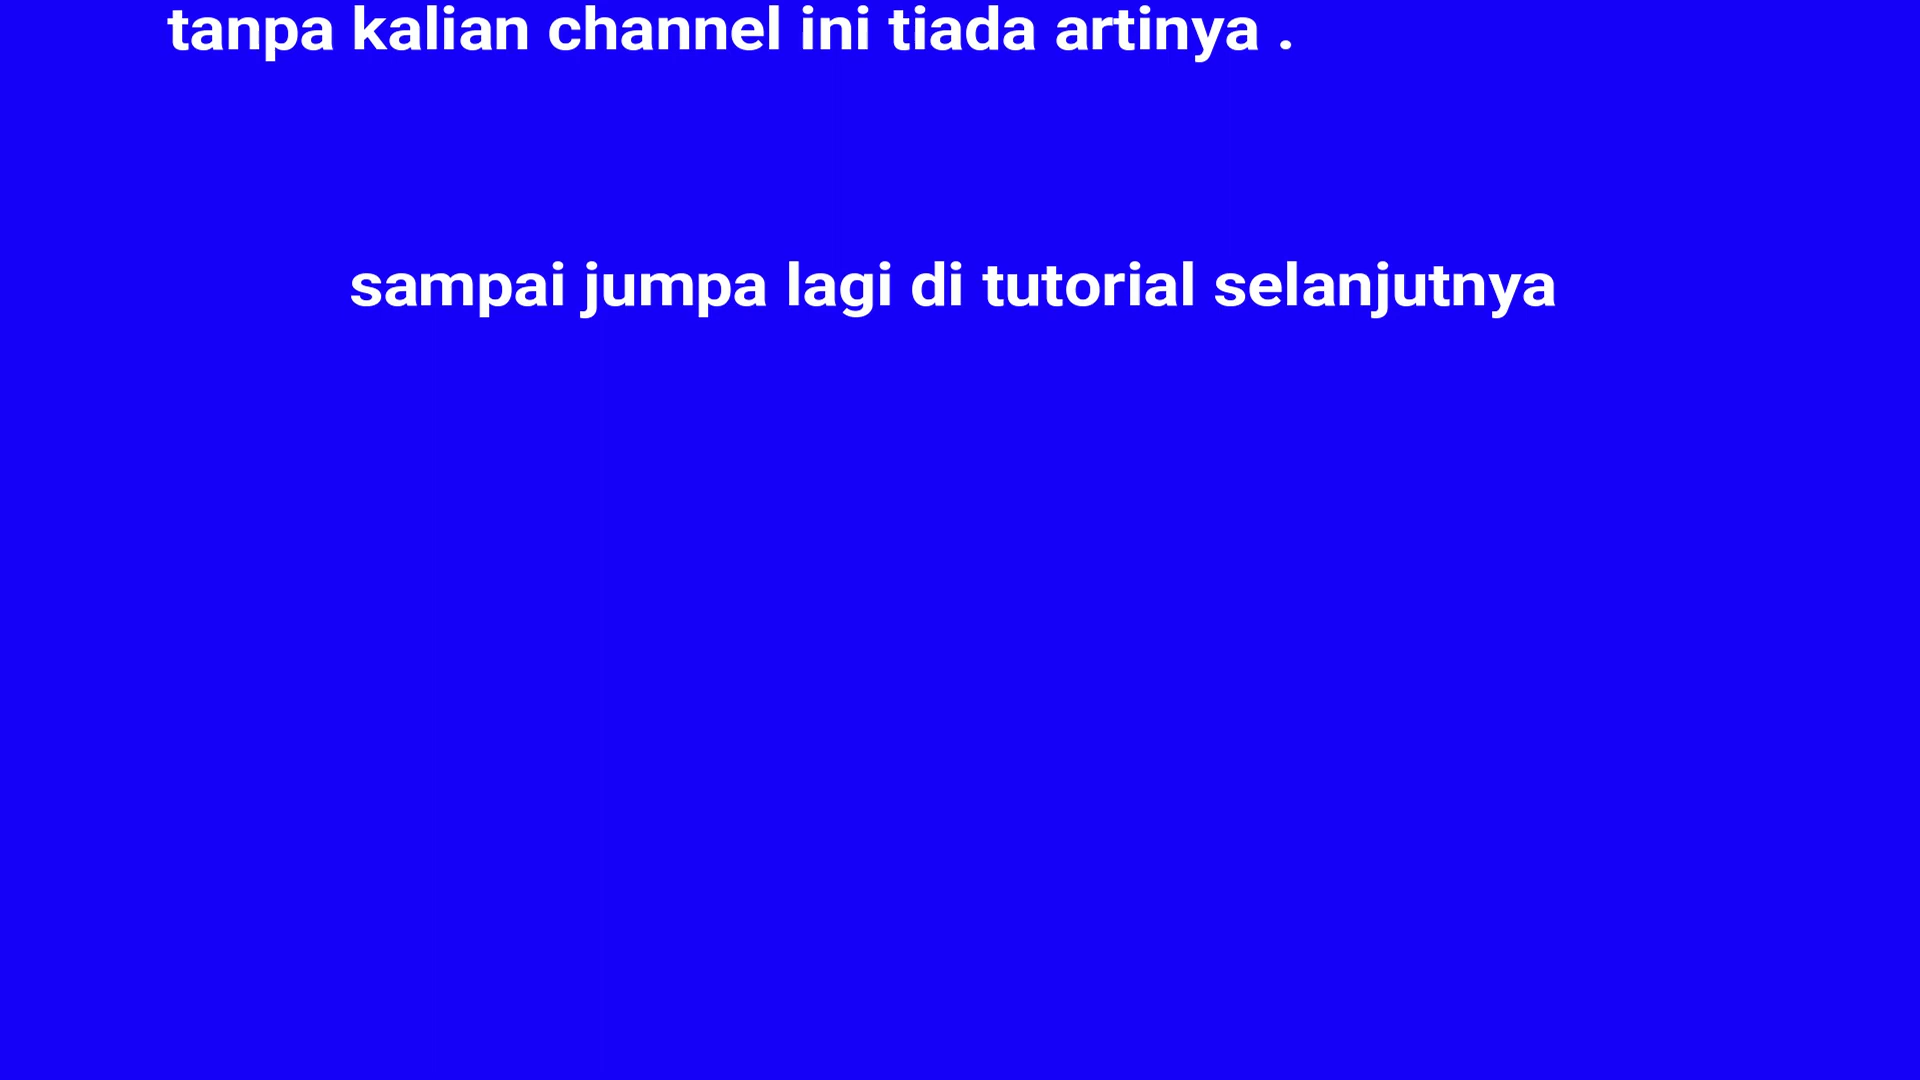 tanpa kalian channel ini tiada artinya .
sampai jumpa lagi di tutorial selanjutnya